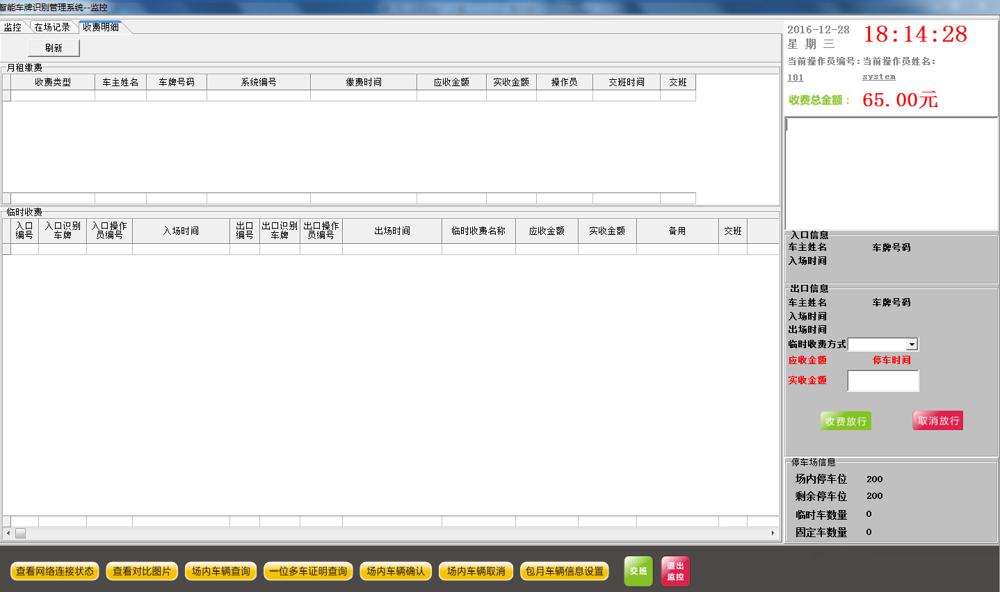 智能车牌识别管理系统--监控
监控 在场记录 收费明细
刷新
月租缴费
收费类型 车主姓名 车牌号码 系统编号 缴费时间 应收金额 实收金额 操作员 交班时间 交班
临时收费
入口编号 入口识别车牌 入口操作员编号 入场时间 出口编号 出口识别车牌 出口操作员编号 出场时间 临时收费名称 应收金额 实收金额 备用 交班
2016-12-28 18:14:28
星 期 三
当前操作员编号: 当前操作员姓名:
101 system
收费总金额： 65.00元
入口信息
车主姓名 车牌号码
入场时间
出口信息
车主姓名 车牌号码
入场时间
出场时间
临时收费方式
应收金额 停车时间
实收金额
收费放行 取消放行
停车场信息
场内停车位 200
剩余停车位 200
临时车数量 0
固定车数量 0
查看网络连接状态 查看对比图片 场内车辆查询 一位多车证明查询 场内车辆确认 场内车辆取消 包月车辆信息设置 交班 退出监控